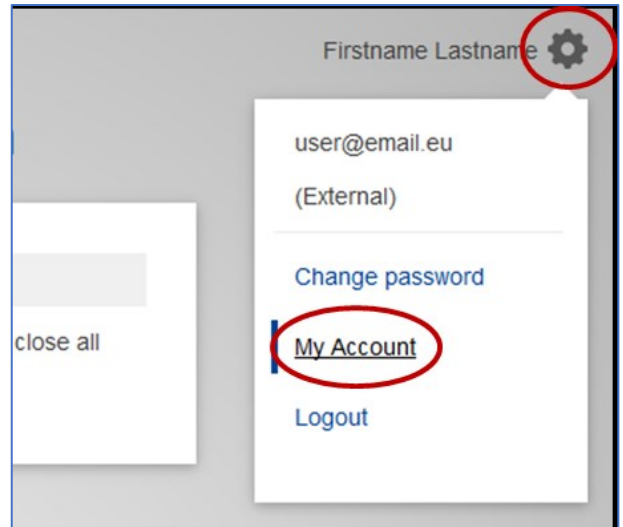 Firstname Lastname
user@email.eu
(External)
Change password
close all
My Account
Logout